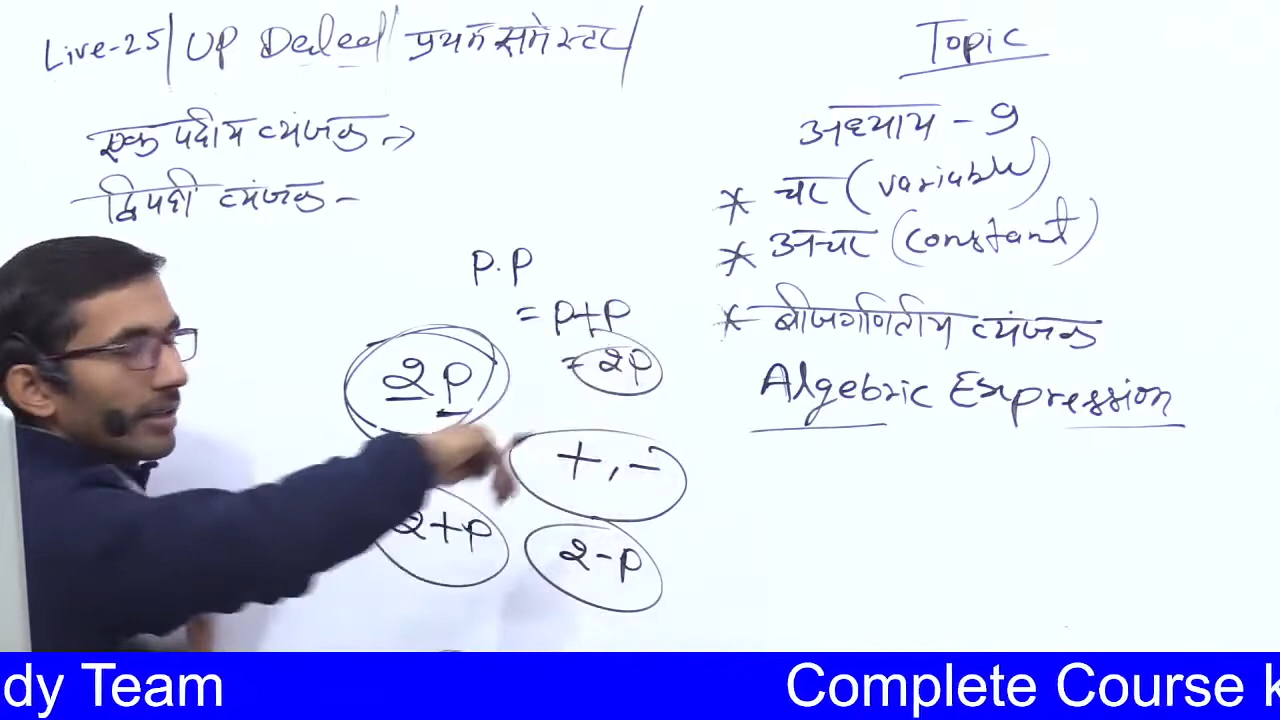 Live-25/ UP Deled/ प्रथम समेस्टर/
एक पदीय व्यंजक →
द्विपदी व्यंजक -
P.P
= P+P
= 2P
2P
+,-
2+P
2-P
Topic
अध्याय - 9
* चर (variable)
* अचर (constant)
* बीजगणितीय व्यंजक
Algebric Expression
dy Team
Complete Course k